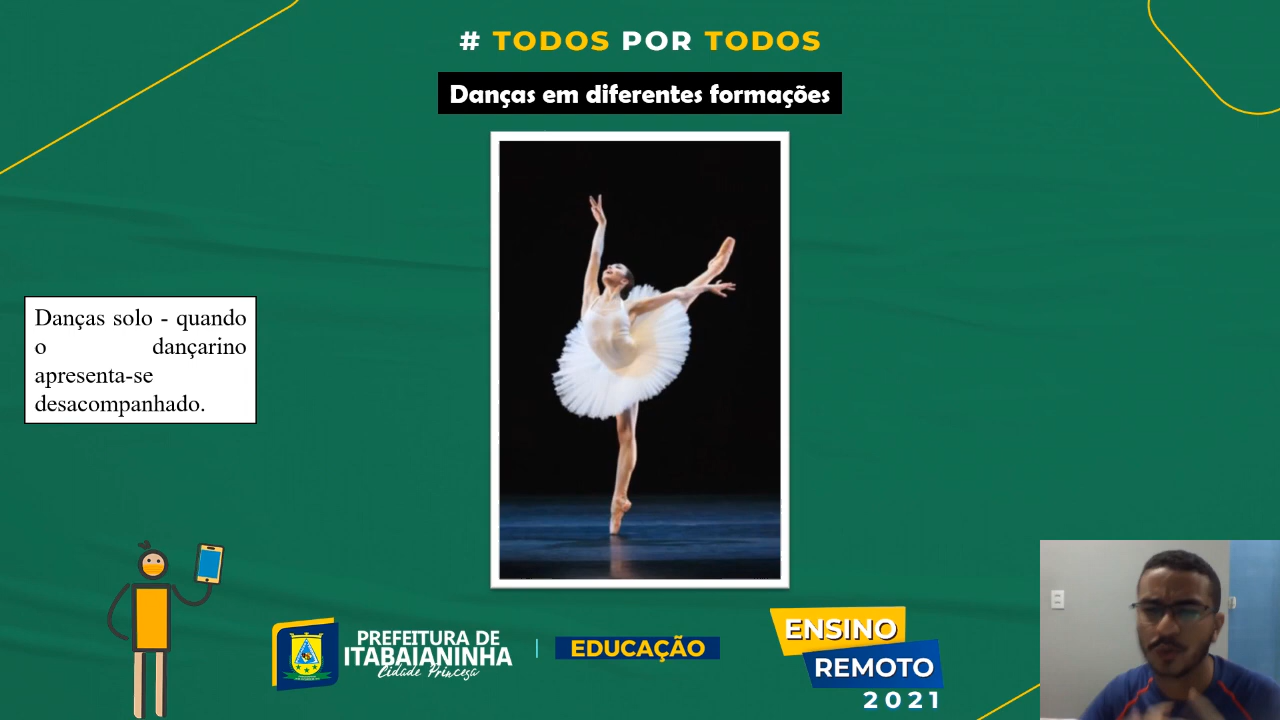 # TODOS POR TODOS
Danças em diferentes formações
Danças solo - quando
o dançarino
apresenta-se
desacompanhado.
PREFEITURA DE
ITABAIANINHA
Cidade Princesa
EDUCAÇÃO
ENSINO
REMOTO
2021